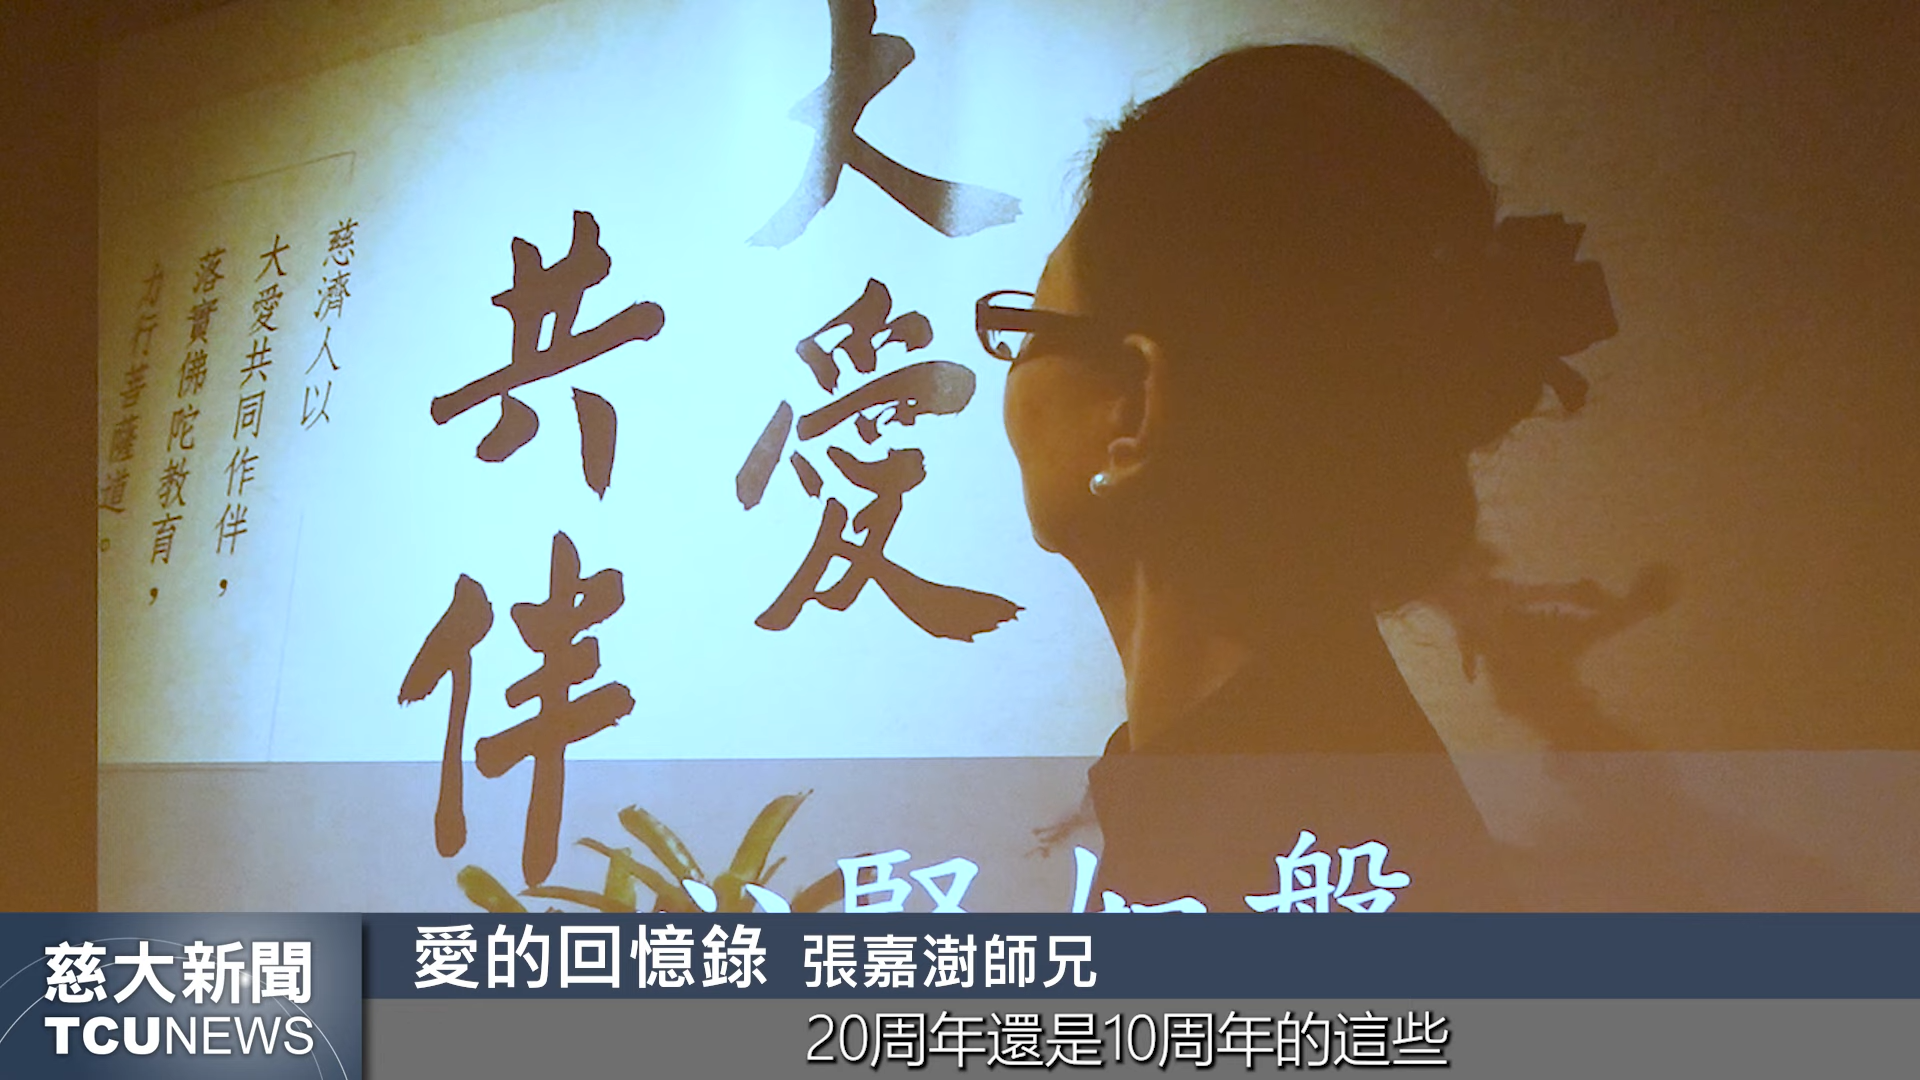 大愛
共伴
慈濟人以
大愛共同作伴，
落實佛陀教育，
力行菩薩道。
般
慈大新聞
TCUNEWS
愛的回憶錄 張嘉澍師兄
20周年還是10周年的這些